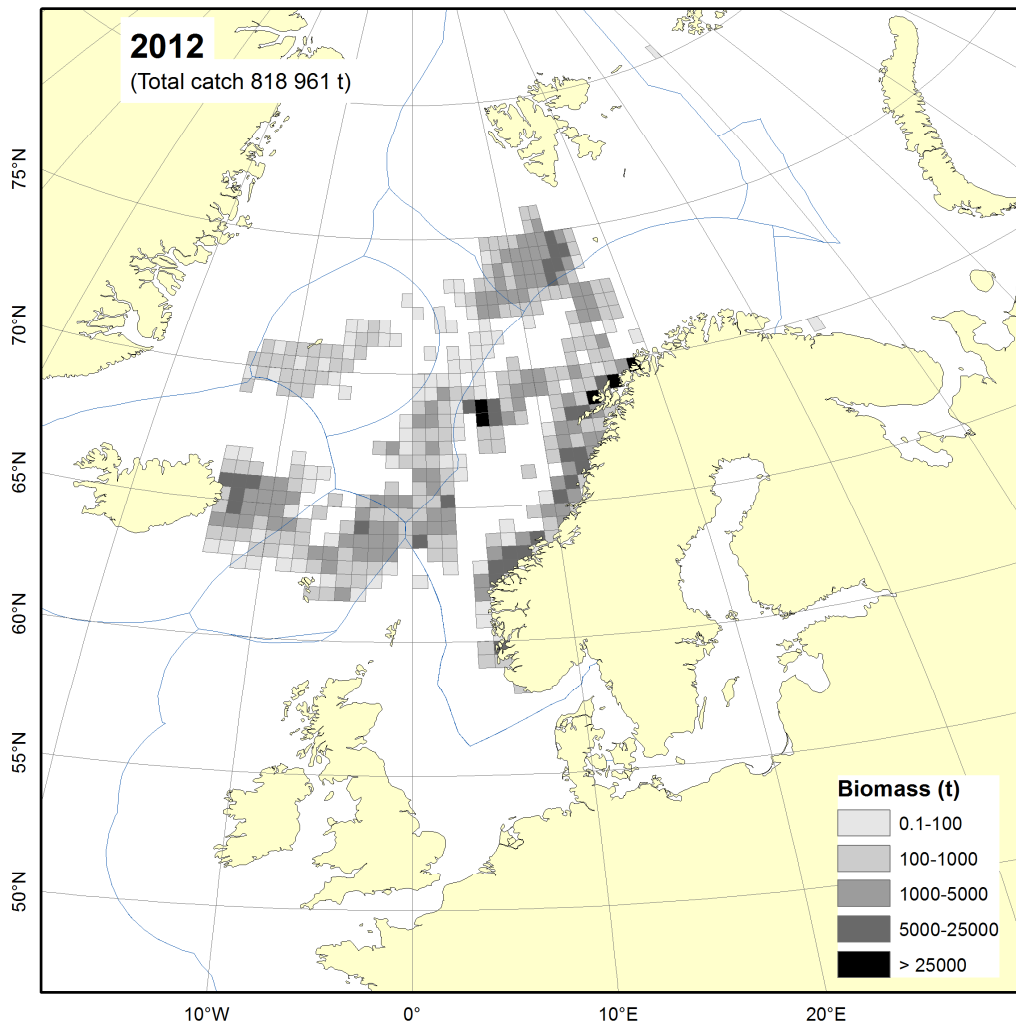 2012
(Total catch 818 961 t)
75°N
70°N
65°N
60°N
55°N
50°N
10°W
0°
10°E
20°E
Biomass (t)
0.1-100
100-1000
1000-5000
5000-25000
> 25000